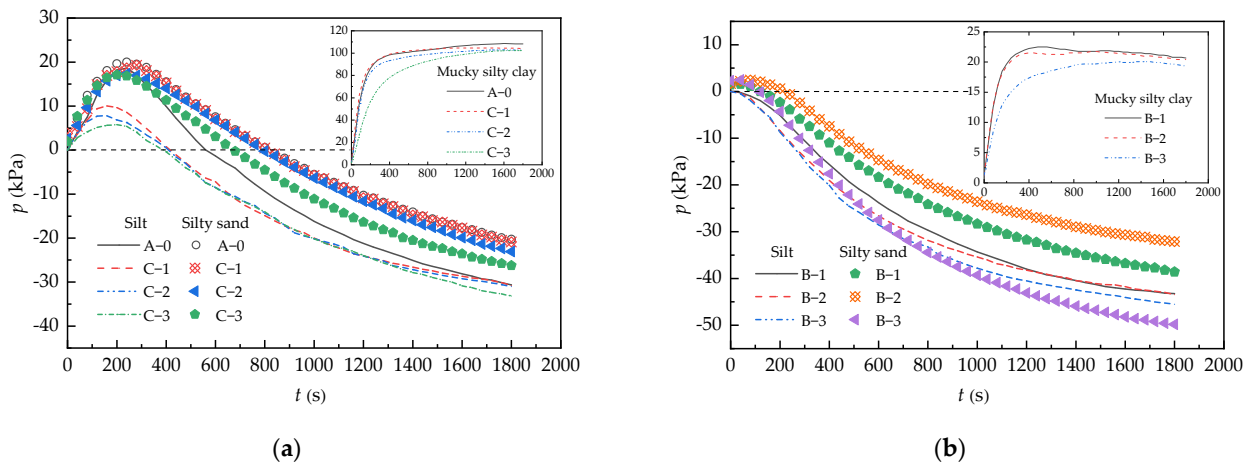 30
20
10
0
-10
-20
-30
-40
p (kPa)
0 200 400 600 800 1000 1200 1400 1600 1800 2000
t (s)
Silt Silty sand
A−0 A−0
C−1 C−1
C−2 C−2
C−3 C−3
120
100
80
60
40
20
0
0 400 800 1200 1600 2000
Mucky silty clay
A−0
C−1
C−2
C−3
(a)
10
0
-10
-20
-30
-40
-50
p (kPa)
0 200 400 600 800 1000 1200 1400 1600 1800 2000
t (s)
Silt Silty sand
B−1 B−1
B−2 B−2
B−3 B−3
25
20
15
10
5
0
0 400 800 1200 1600 2000
Mucky silty clay
B−1
B−2
B−3
(b)